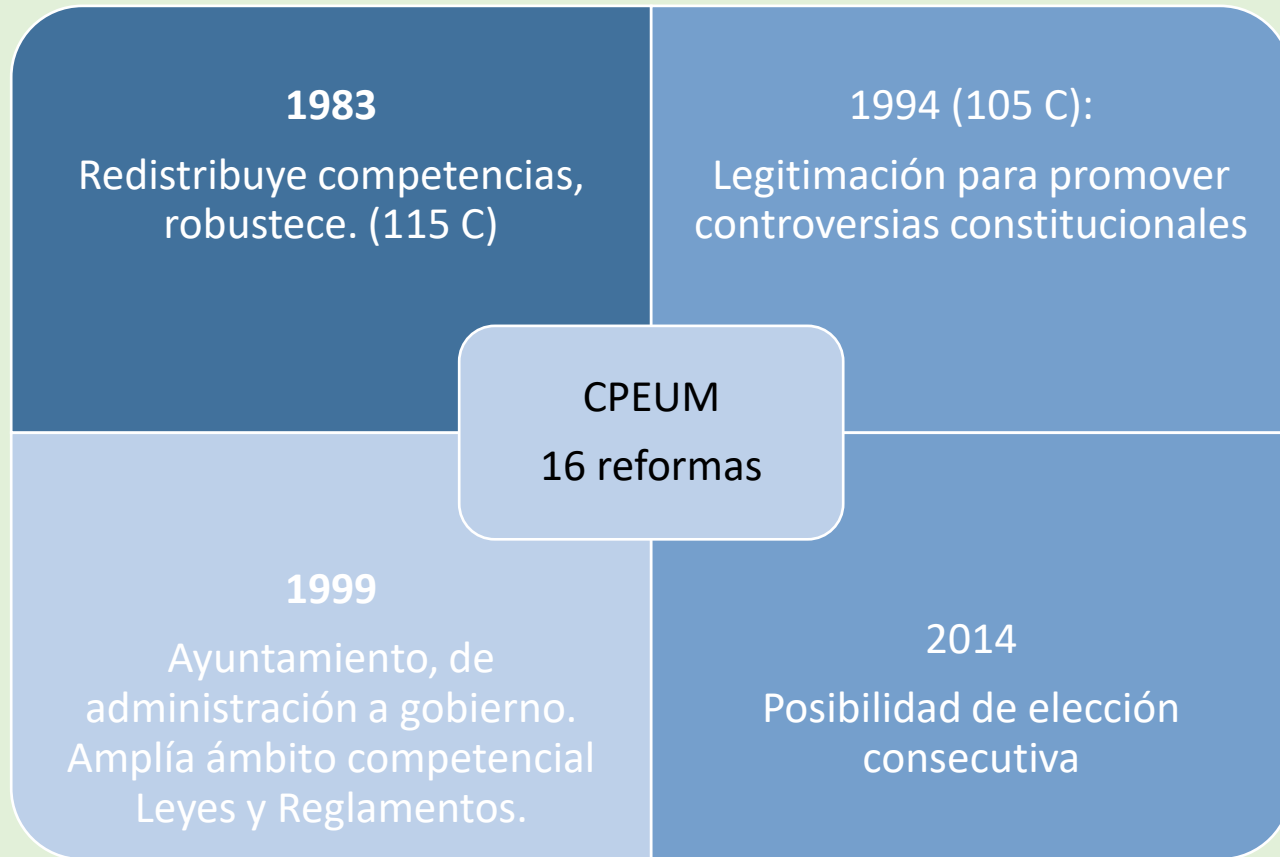 1983
Redistribuye competencias,
robustece. (115 C)
1994 (105 C):
Legitimación para promover
controversias constitucionales
CPEUM
16 reformas
1999
Ayuntamiento, de
administración a gobierno.
Amplía ámbito competencial
Leyes y Reglamentos.
2014
Posibilidad de elección
consecutiva